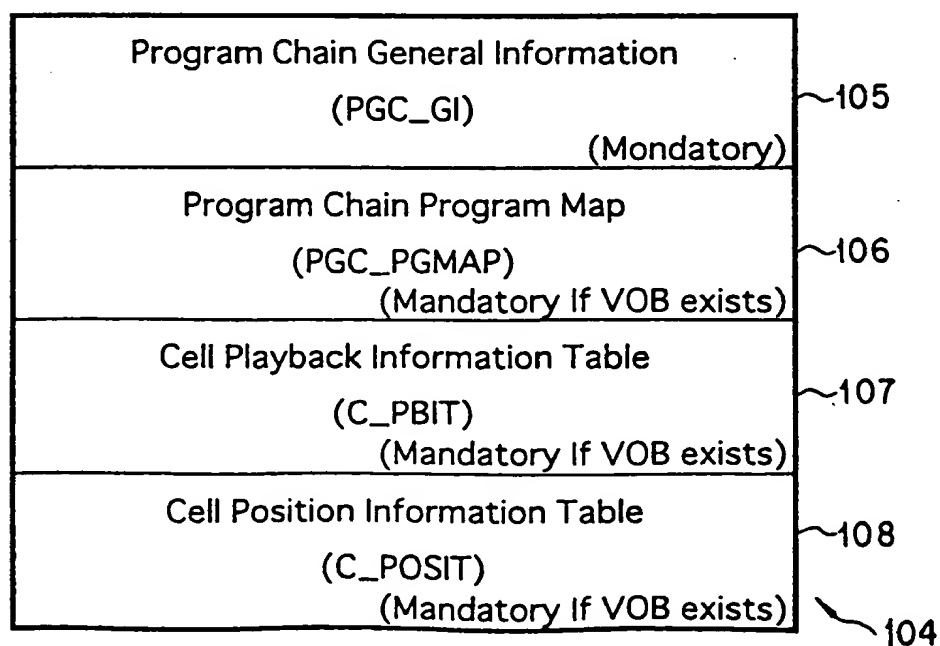 Program Chain General Information
(PGC_GI)
(Mondatory)
105
Program Chain Program Map
(PGC_PGMAP)
(Mandatory If VOB exists)
106
Cell Playback Information Table
(C_PBIT)
(Mandatory If VOB exists)
107
Cell Position Information Table
(C_POSIT)
(Mandatory If VOB exists)
108
104